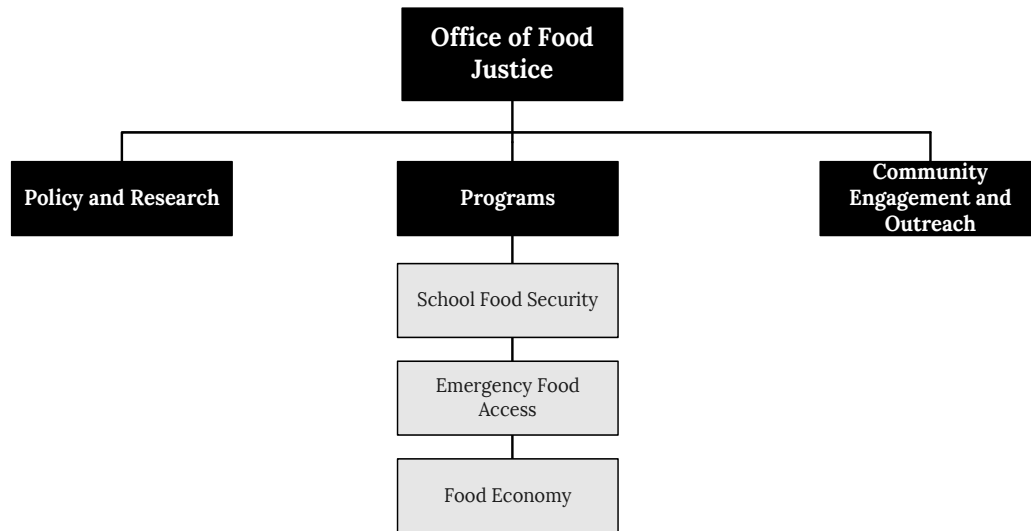 Office of Food
Justice
Policy and Research
Programs
Community
Engagement and
Outreach
School Food Security
Emergency Food
Access
Food Economy